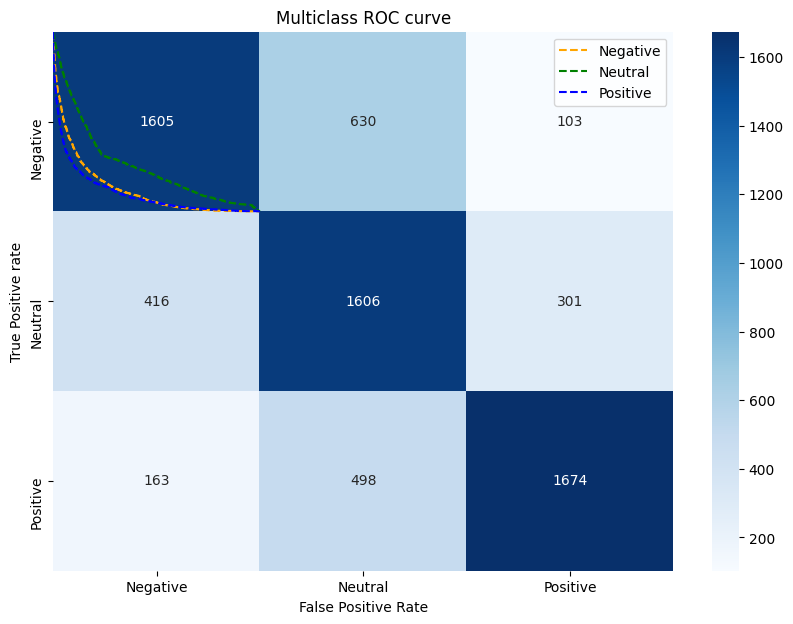 Multiclass ROC curve
Negative
Neutral
Positive
1605 630 103
416 1606 301
163 498 1674
Negative
Neutral
Positive
True Positive rate
Negative Neutral Positive
False Positive Rate
1600
1400
1200
1000
800
600
400
200